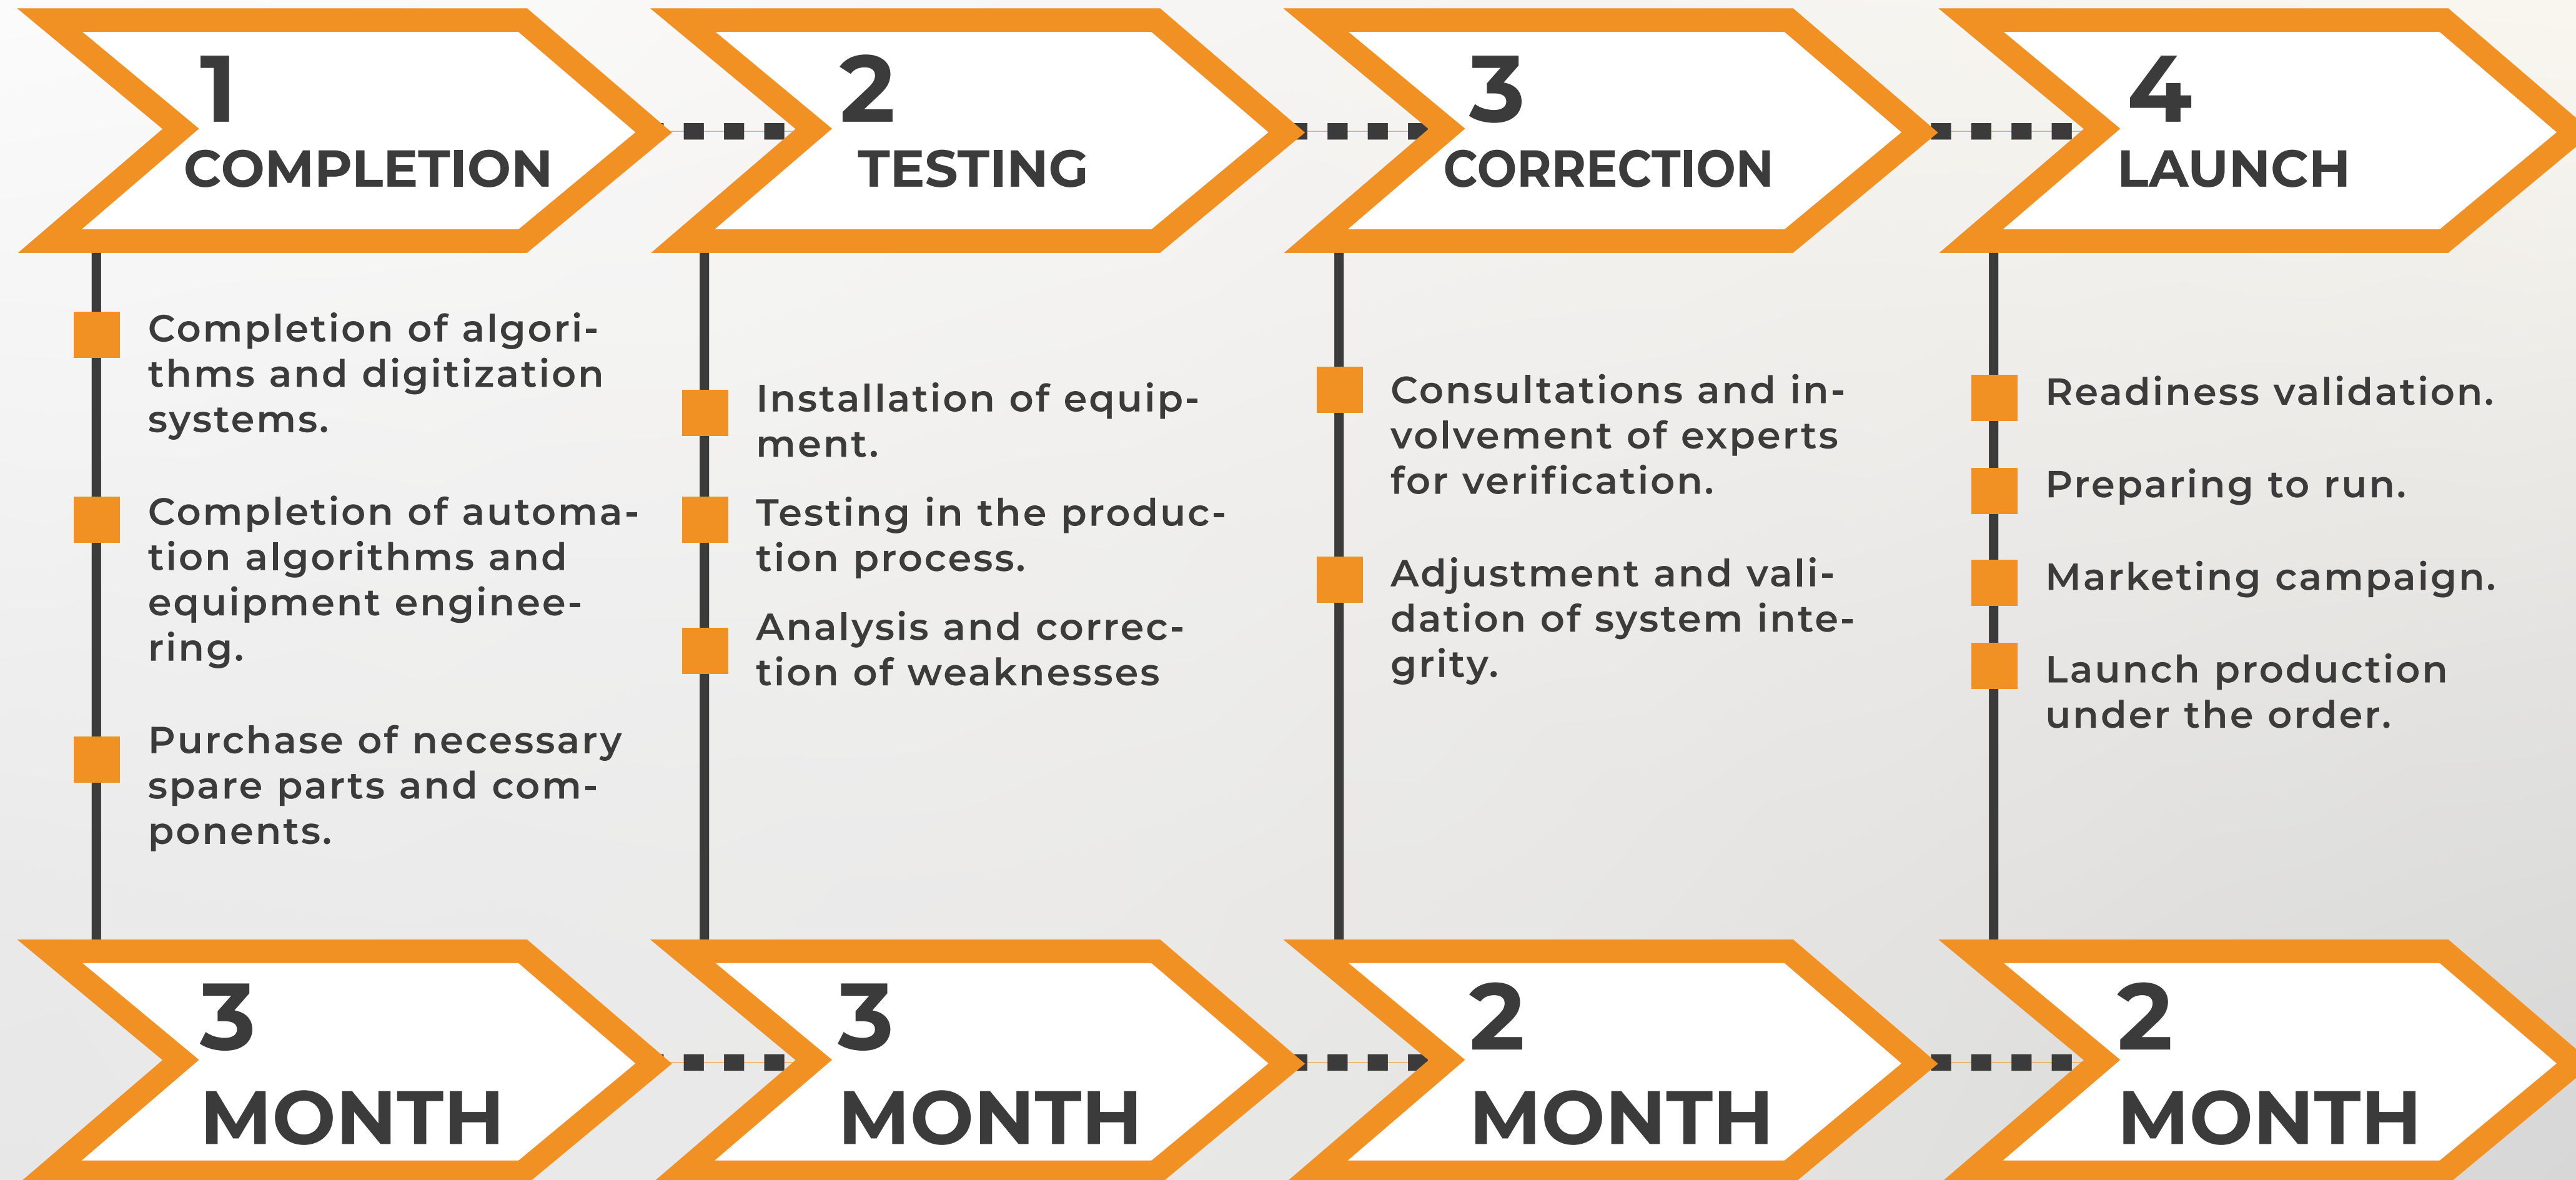 1
COMPLETION
Completion of algori-
thms and digitization
systems.
Completion of automa-
tion algorithms and
equipment enginee-
ring.
Purchase of necessary
spare parts and com-
ponents.
3
MONTH
2
TESTING
Installation of equip-
ment.
Testing in the produc-
tion process.
Analysis and correc-
tion of weaknesses
3
MONTH
3
CORRECTION
Consultations and in-
volvement of experts
for verification.
Adjustment and vali-
dation of system inte-
grity.
2
MONTH
4
LAUNCH
Readiness validation.
Preparing to run.
Marketing campaign.
Launch production
under the order.
2
MONTH